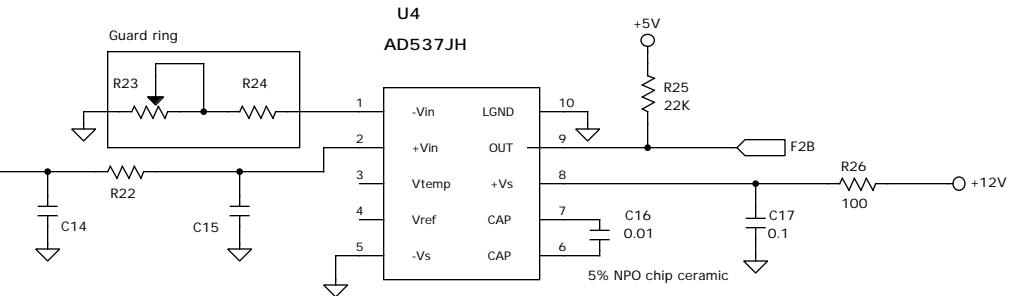 U4
AD537JH
Guard ring
+5V
R23
R24
R25
22K
1
-Vin
LGND
10
2
+Vin
OUT
9
F2B
3
Vtemp
+Vs
8
R26
100
+12V
R22
4
Vref
CAP
7
C16
0.01
C17
0.1
C14
C15
5
-Vs
CAP
6
5% NPO chip ceramic